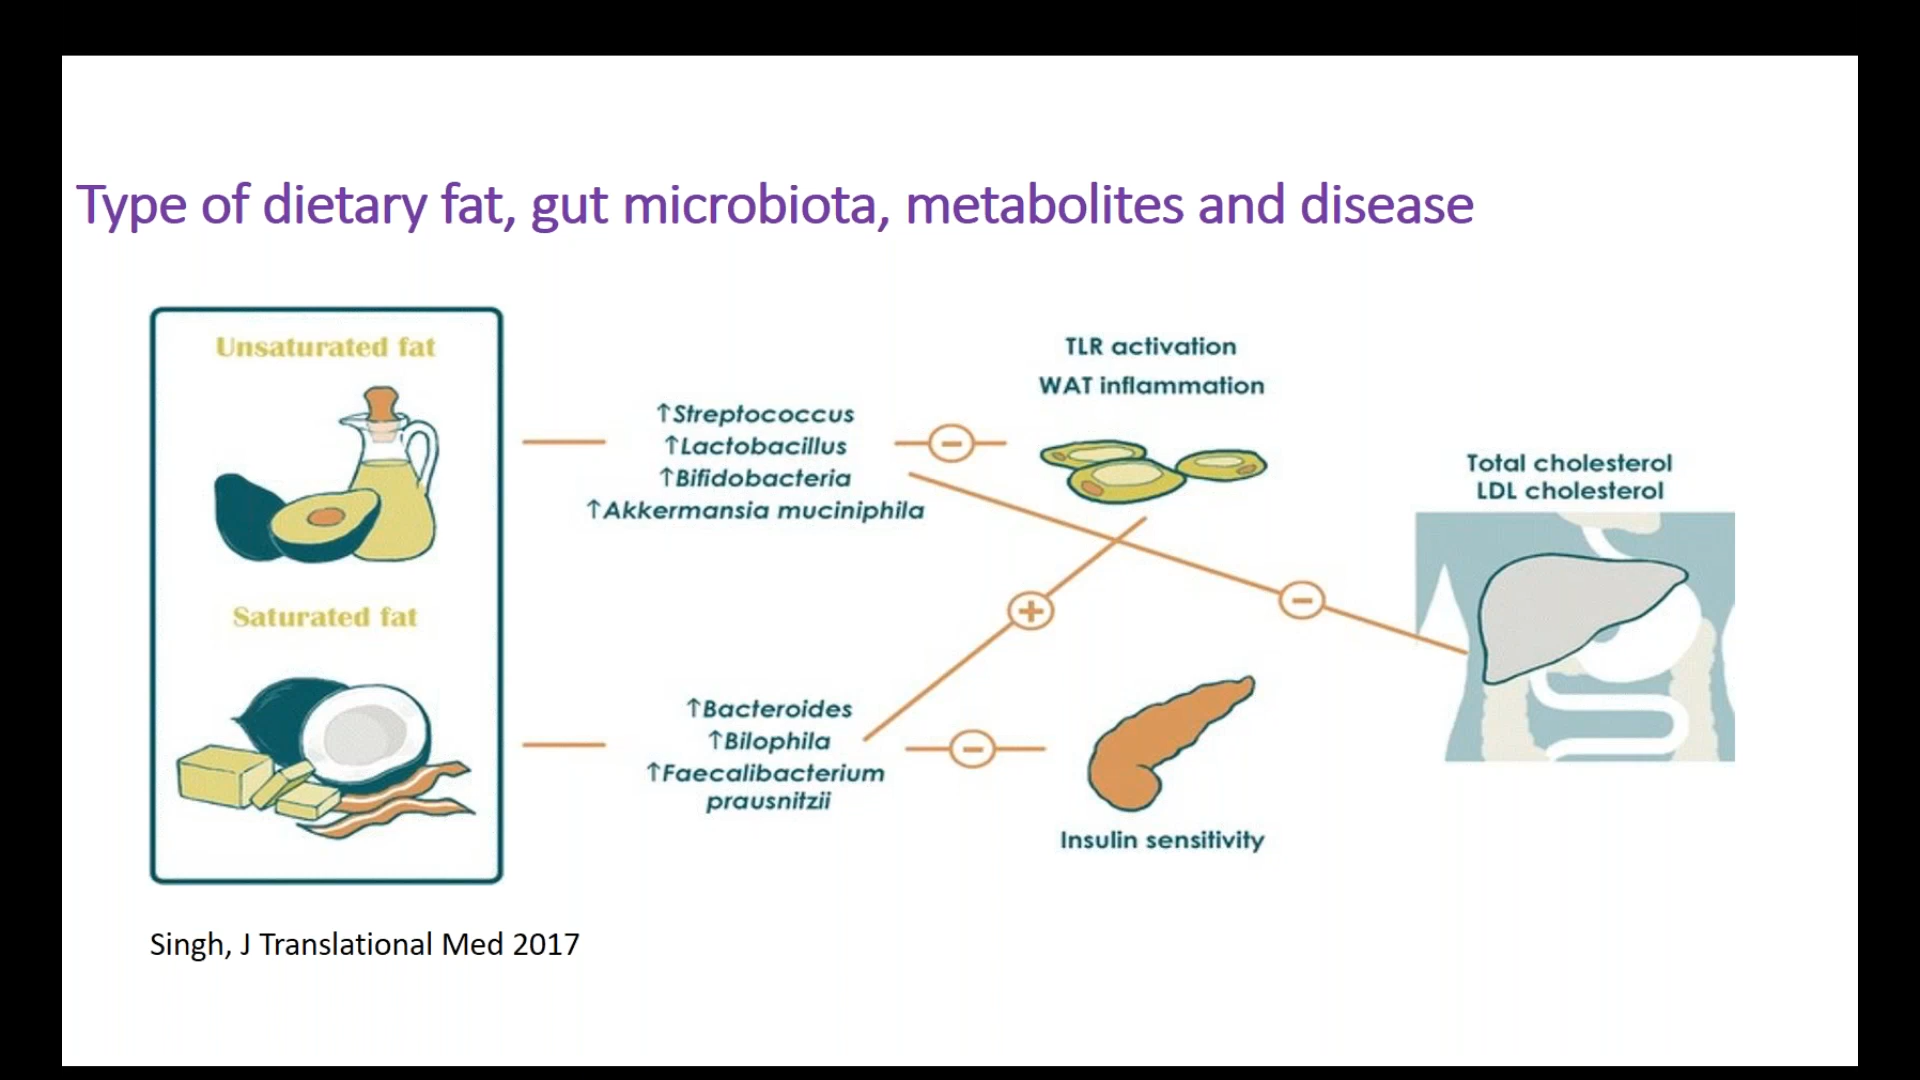 Type of dietary fat, gut microbiota, metabolites and disease
Unsaturated fat
Saturated fat
↑Streptococcus
↑Lactobacillus
↑Bifidobacteria
↑Akkermansia muciniphila
↑Bacteroides
↑Bilophila
↑Faecalibacterium
prausnitzii
−
+
−
−
TLR activation
WAT inflammation
Insulin sensitivity
Total cholesterol
LDL cholesterol
Singh, J Translational Med 2017